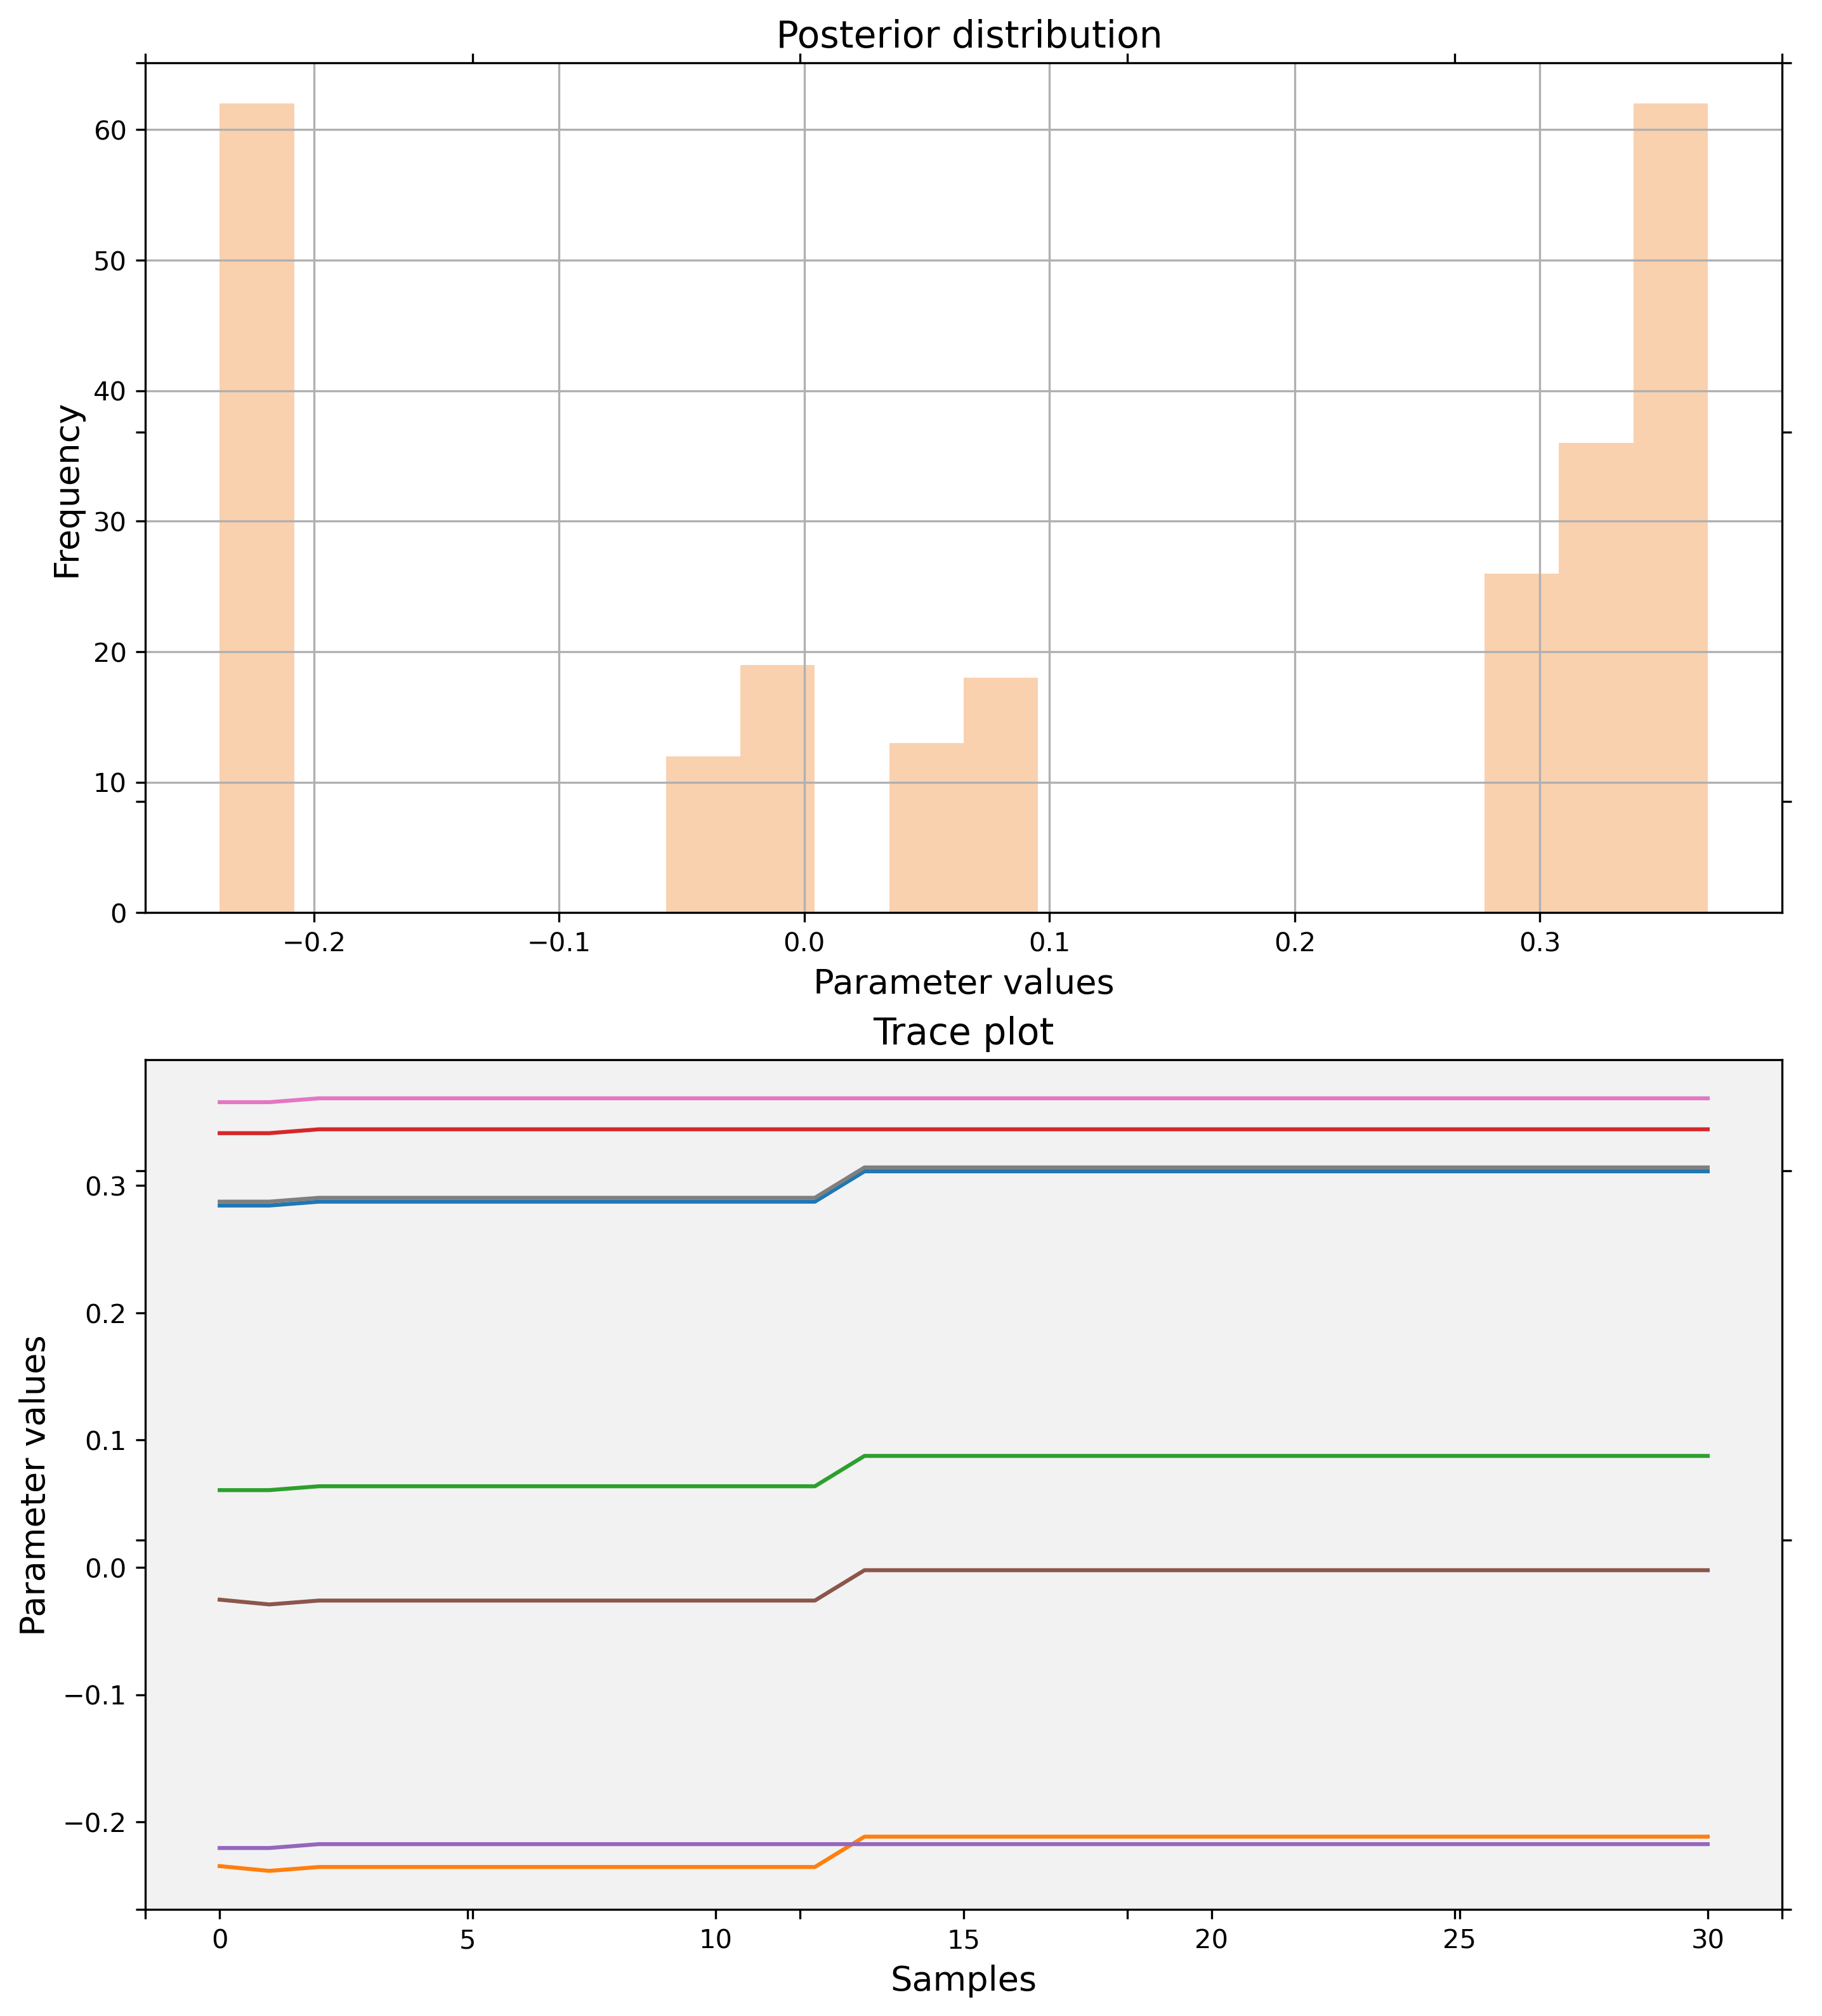 Posterior distribution
60
50
40
30
20
10
0
Frequency
−0.2 −0.1 0.0 0.1 0.2 0.3
Parameter values
Trace plot
0.3
0.2
0.1
0.0
−0.1
−0.2
Parameter values
0 5 10 15 20 25 30
Samples